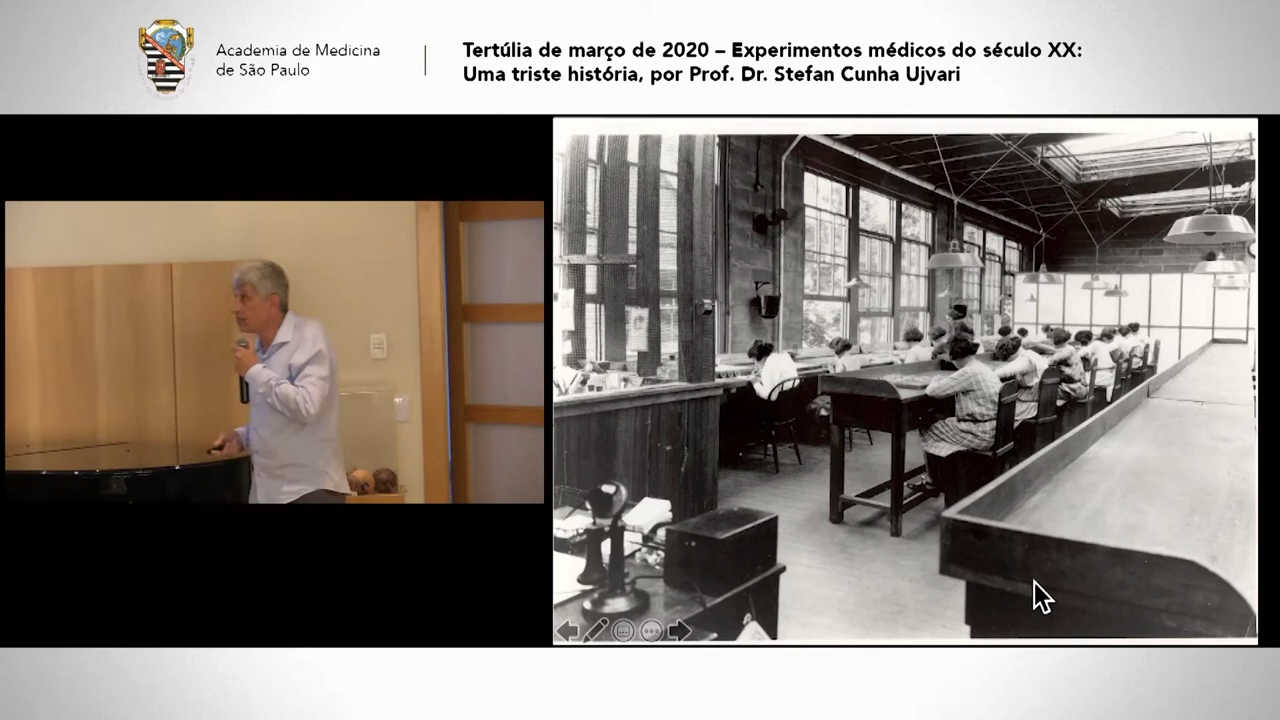 Academia de Medicina
de São Paulo
Tertúlia de março de 2020 – Experimentos médicos do século XX:
Uma triste história, por Prof. Dr. Stefan Cunha Ujvari